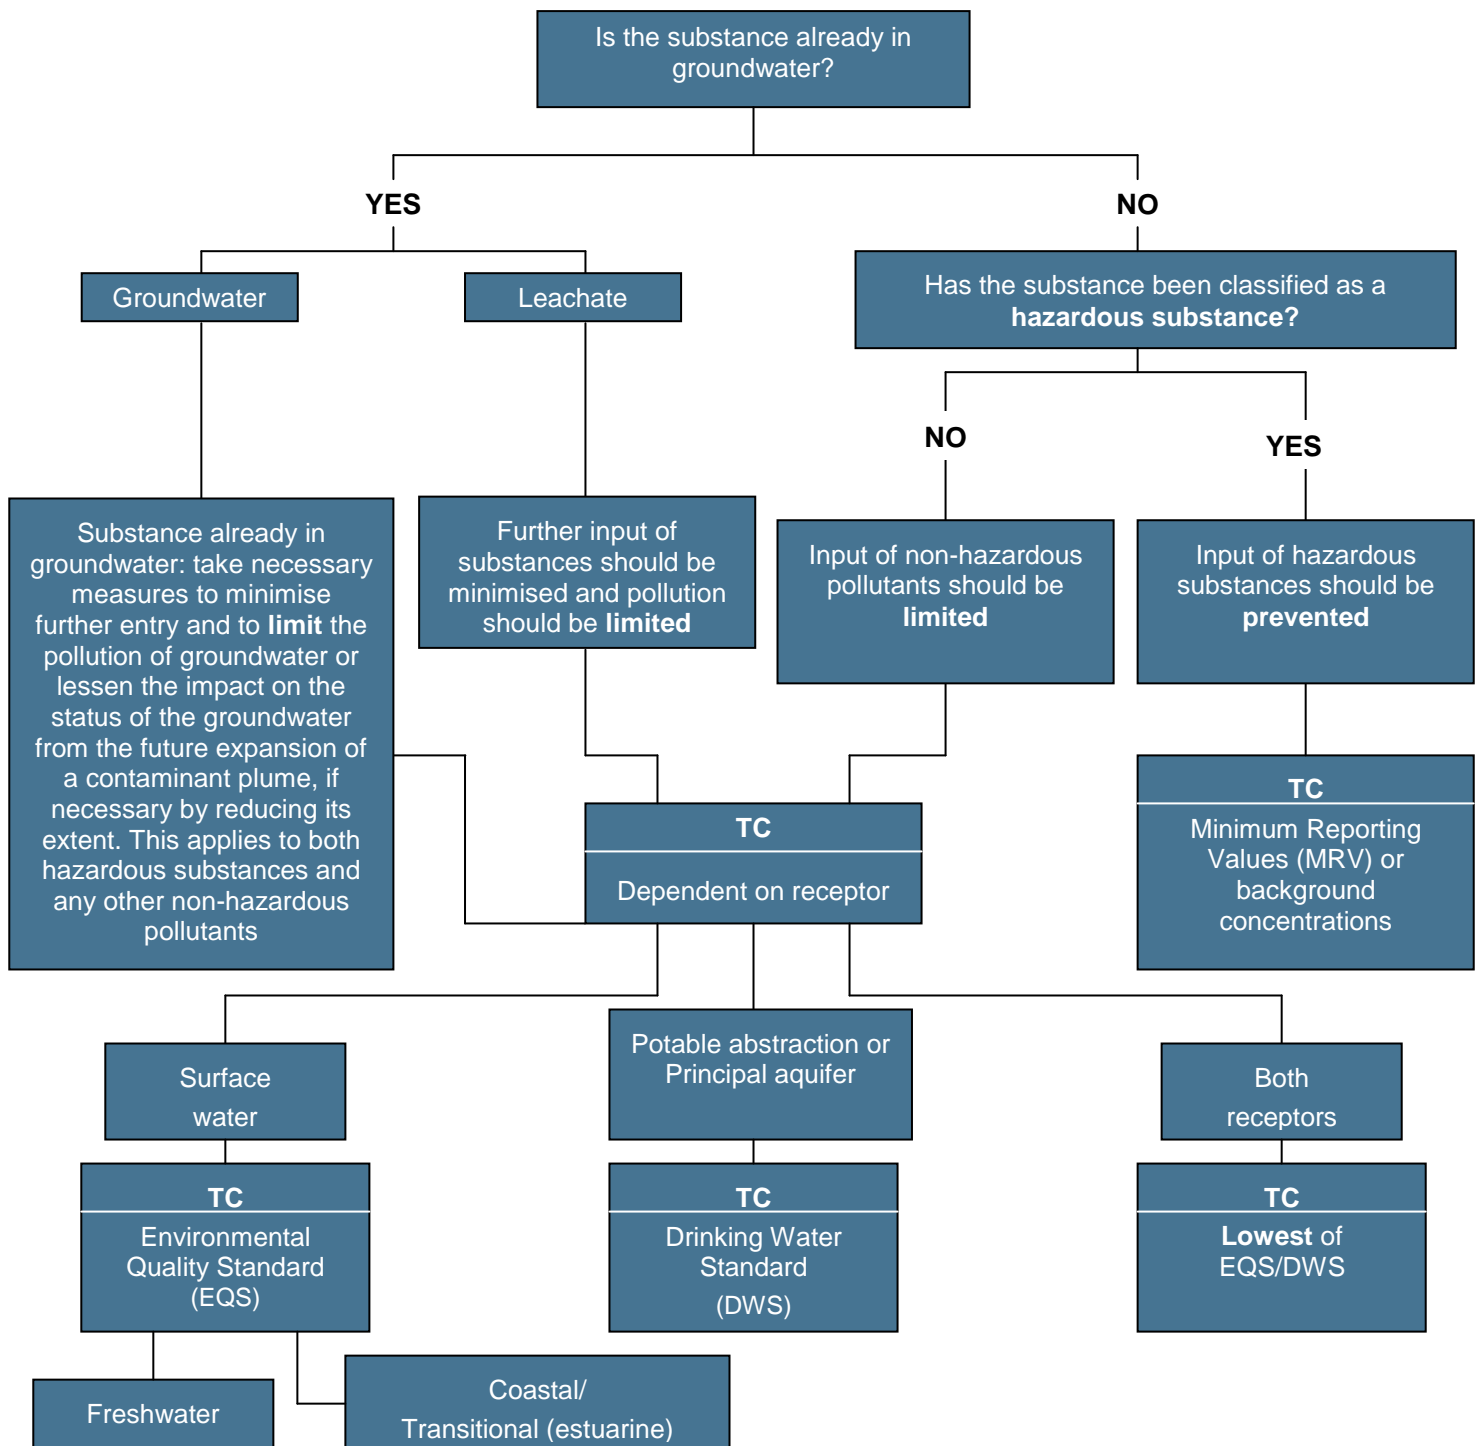 Is the substance already in
groundwater?
YES
NO
Groundwater
Leachate
Has the substance been classified as a
hazardous substance?
NO
YES
Substance already in
groundwater: take necessary
measures to minimise
further entry and to limit the
pollution of groundwater or
lessen the impact on the
status of the groundwater
from the future expansion of
a contaminant plume, if
necessary by reducing its
extent. This applies to both
hazardous substances and
any other non-hazardous
pollutants
Further input of
substances should be
minimised and pollution
should be limited
Input of non-hazardous
pollutants should be
limited
Input of hazardous
substances should be
prevented
TC
Dependent on receptor
TC
Minimum Reporting
Values (MRV) or
background
concentrations
Surface
water
Potable abstraction or
Principal aquifer
Both
receptors
TC
Environmental
Quality Standard
(EQS)
TC
Drinking Water
Standard
(DWS)
TC
Lowest of
EQS/DWS
Freshwater
Coastal/
Transitional (estuarine)